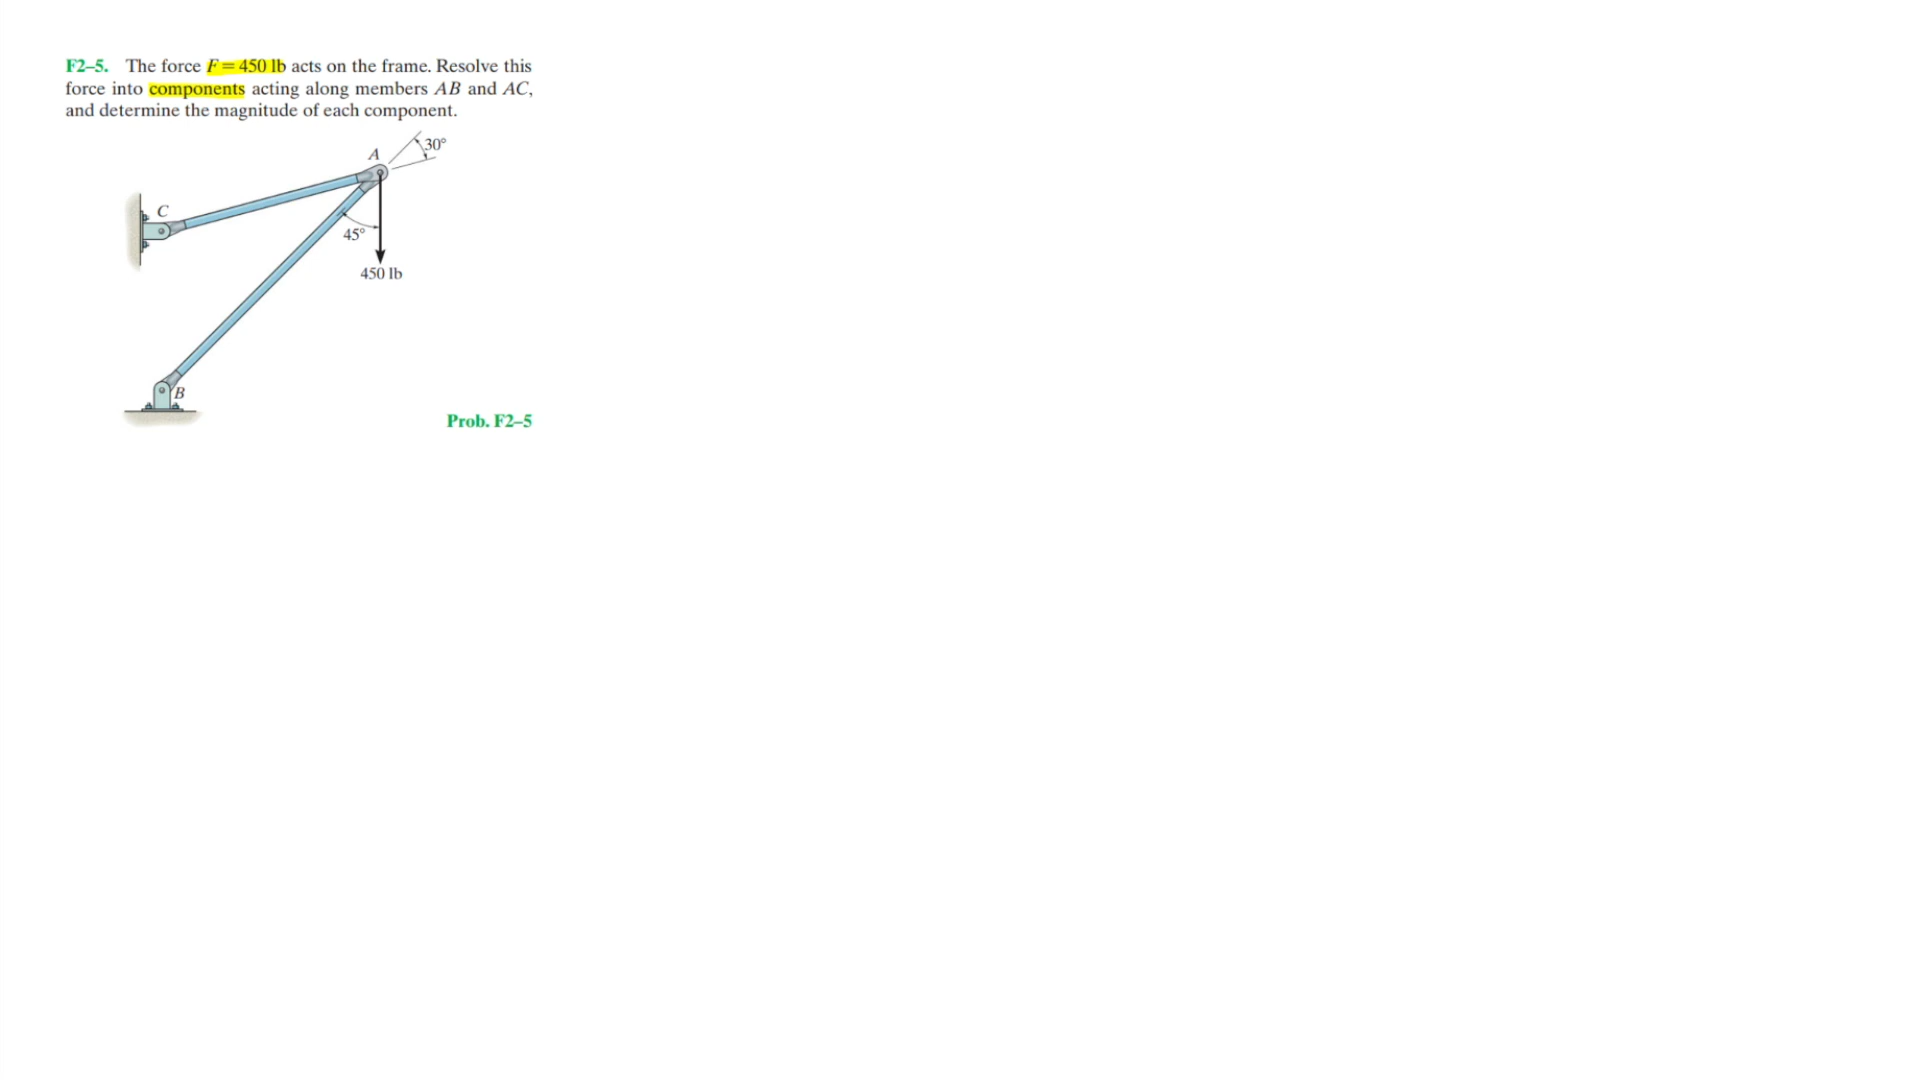 F2–5. The force F = 450 lb acts on the frame. Resolve this
force into components acting along members AB and AC,
and determine the magnitude of each component.
30°
A
C
45°
450 lb
B
Prob. F2–5